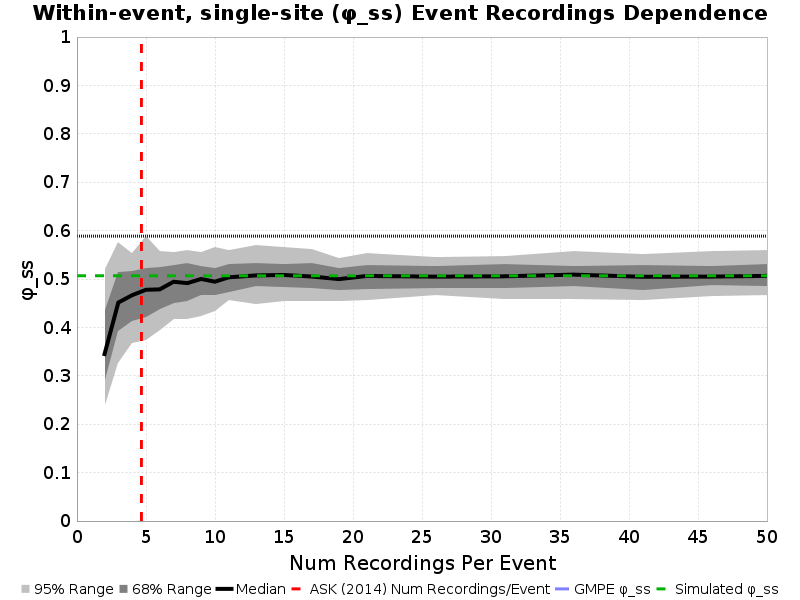 Within-event, single-site (φ_ss) Event Recordings Dependence
1
0.9
0.8
0.7
0.6
0.5
0.4
0.3
0.2
0.1
0
φ_ss
0 5 10 15 20 25 30 35 40 45 50
Num Recordings Per Event
95% Range 68% Range Median ASK (2014) Num Recordings/Event GMPE φ_ss Simulated φ_ss